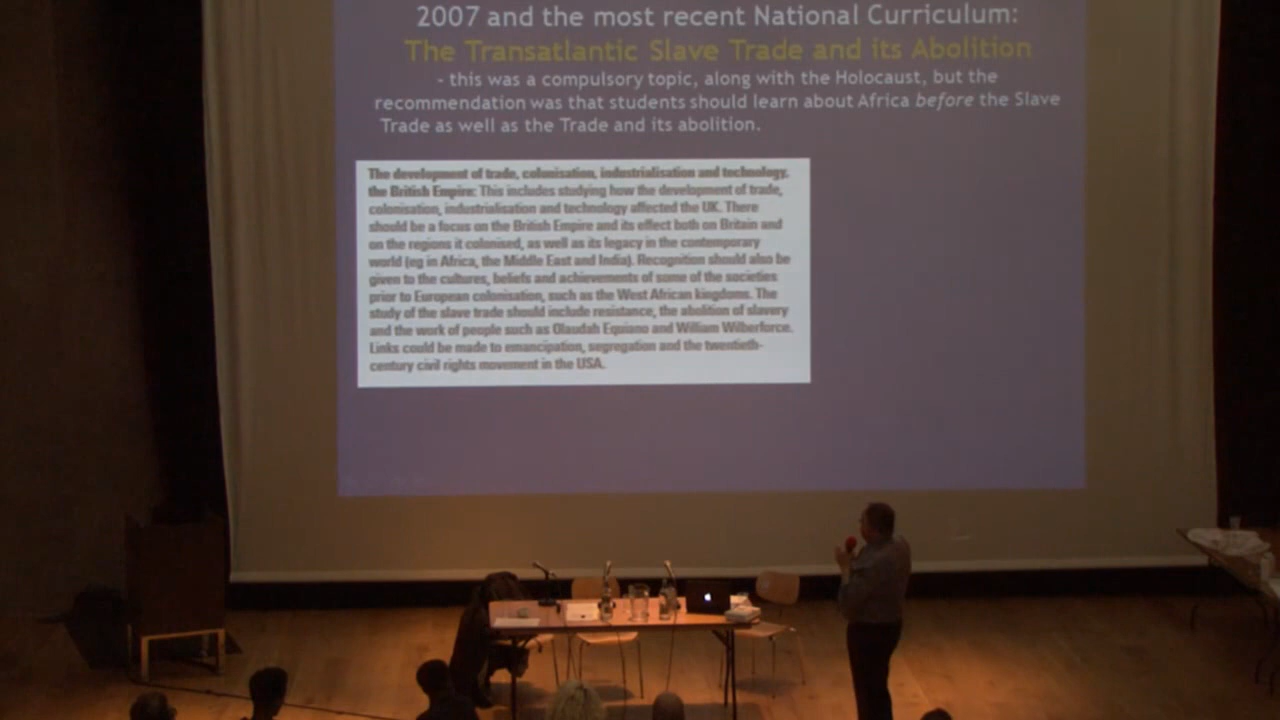 2007 and the most recent National Curriculum:
The Transatlantic Slave Trade and its Abolition
- this was a compulsory topic, along with the Holocaust, but the
recommendation was that students should learn about Africa before the Slave
Trade as well as the Trade and its abolition.
The development of trade, colonisation, industrialisation and technology,
the British Empire: This includes studying how the development of trade,
colonisation, industrialisation and technology affected the UK. There
should be a focus on the British Empire and its effect both on Britain and
on the regions it colonised, as well as its legacy in the contemporary
world (eg in Africa, the Middle East and India). Recognition should also be
given to the cultures, beliefs and achievements of some of the societies
prior to European colonisation, such as the West African kingdoms. The
study of the slave trade should include resistance, the abolition of slavery
and the work of people such as Olaudah Equiano and William Wilberforce.
Links could be made to emancipation, segregation and the twentieth-
century civil rights movement in the USA.